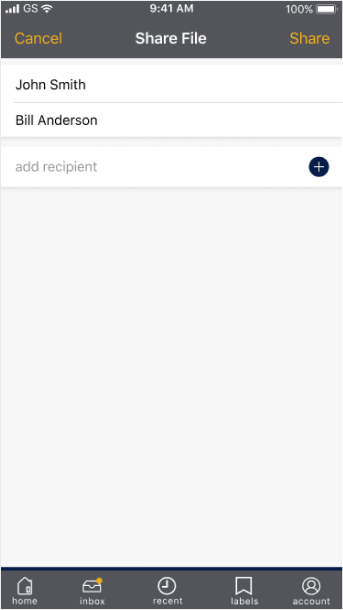 GS 9:41 AM 100%
Cancel Share File Share
John Smith
Bill Anderson
add recipient
home inbox recent labels account